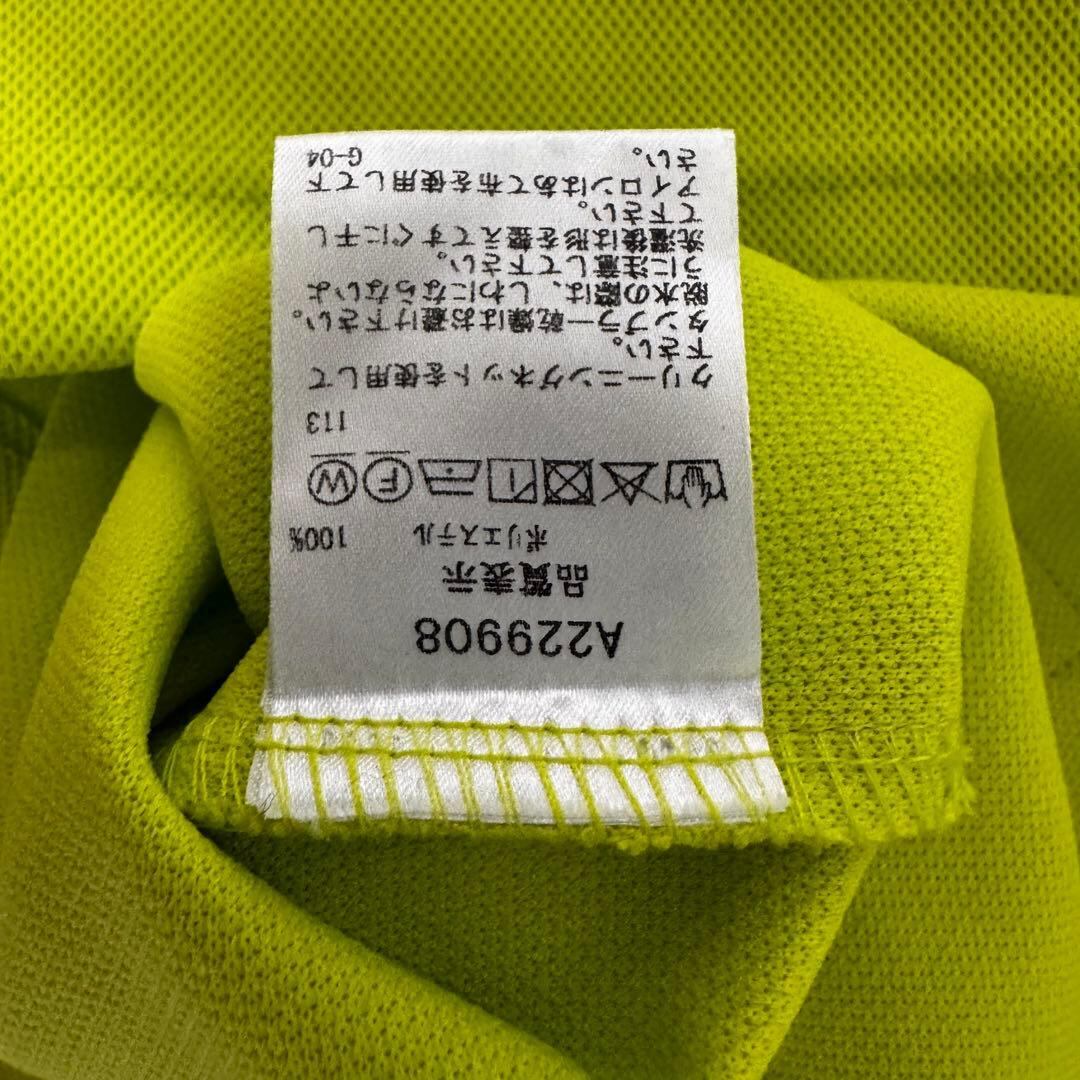 A229908
品質表示
ポリエステル 100%
113
クリーニングネットを使用して
下さい。
タンブラー乾燥はお避け下さい。
脱水の際は、しわにならないよ
うに注意して下さい。
洗濯後は形を整えてすぐに干し
て下さい。
アイロンはあて布を使用して下
さい。
G-04